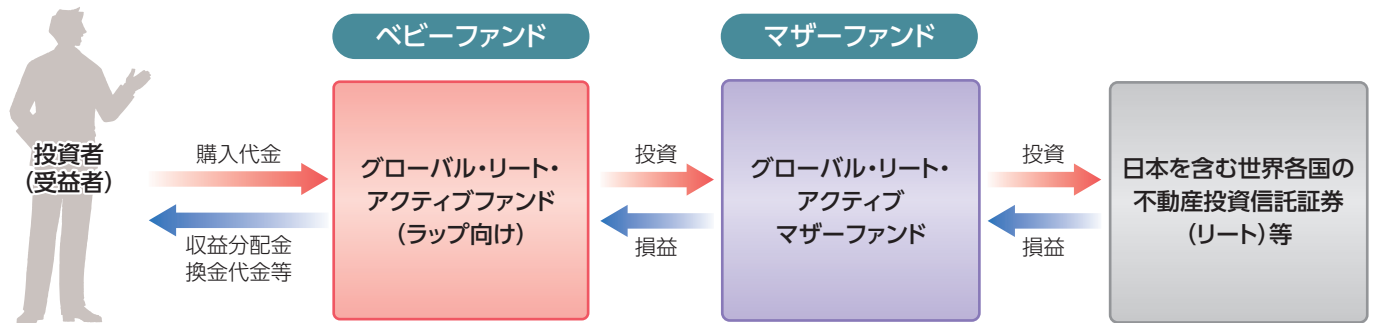 ベビーファンド
マザーファンド
投資者
（受益者）
購入代金
収益分配金
換金代金等
グローバル・リート・
アクティブファンド
（ラップ向け）
投資
損益
グローバル・リート・
アクティブ
マザーファンド
投資
損益
日本を含む世界各国の
不動産投資信託証券
（リート）等